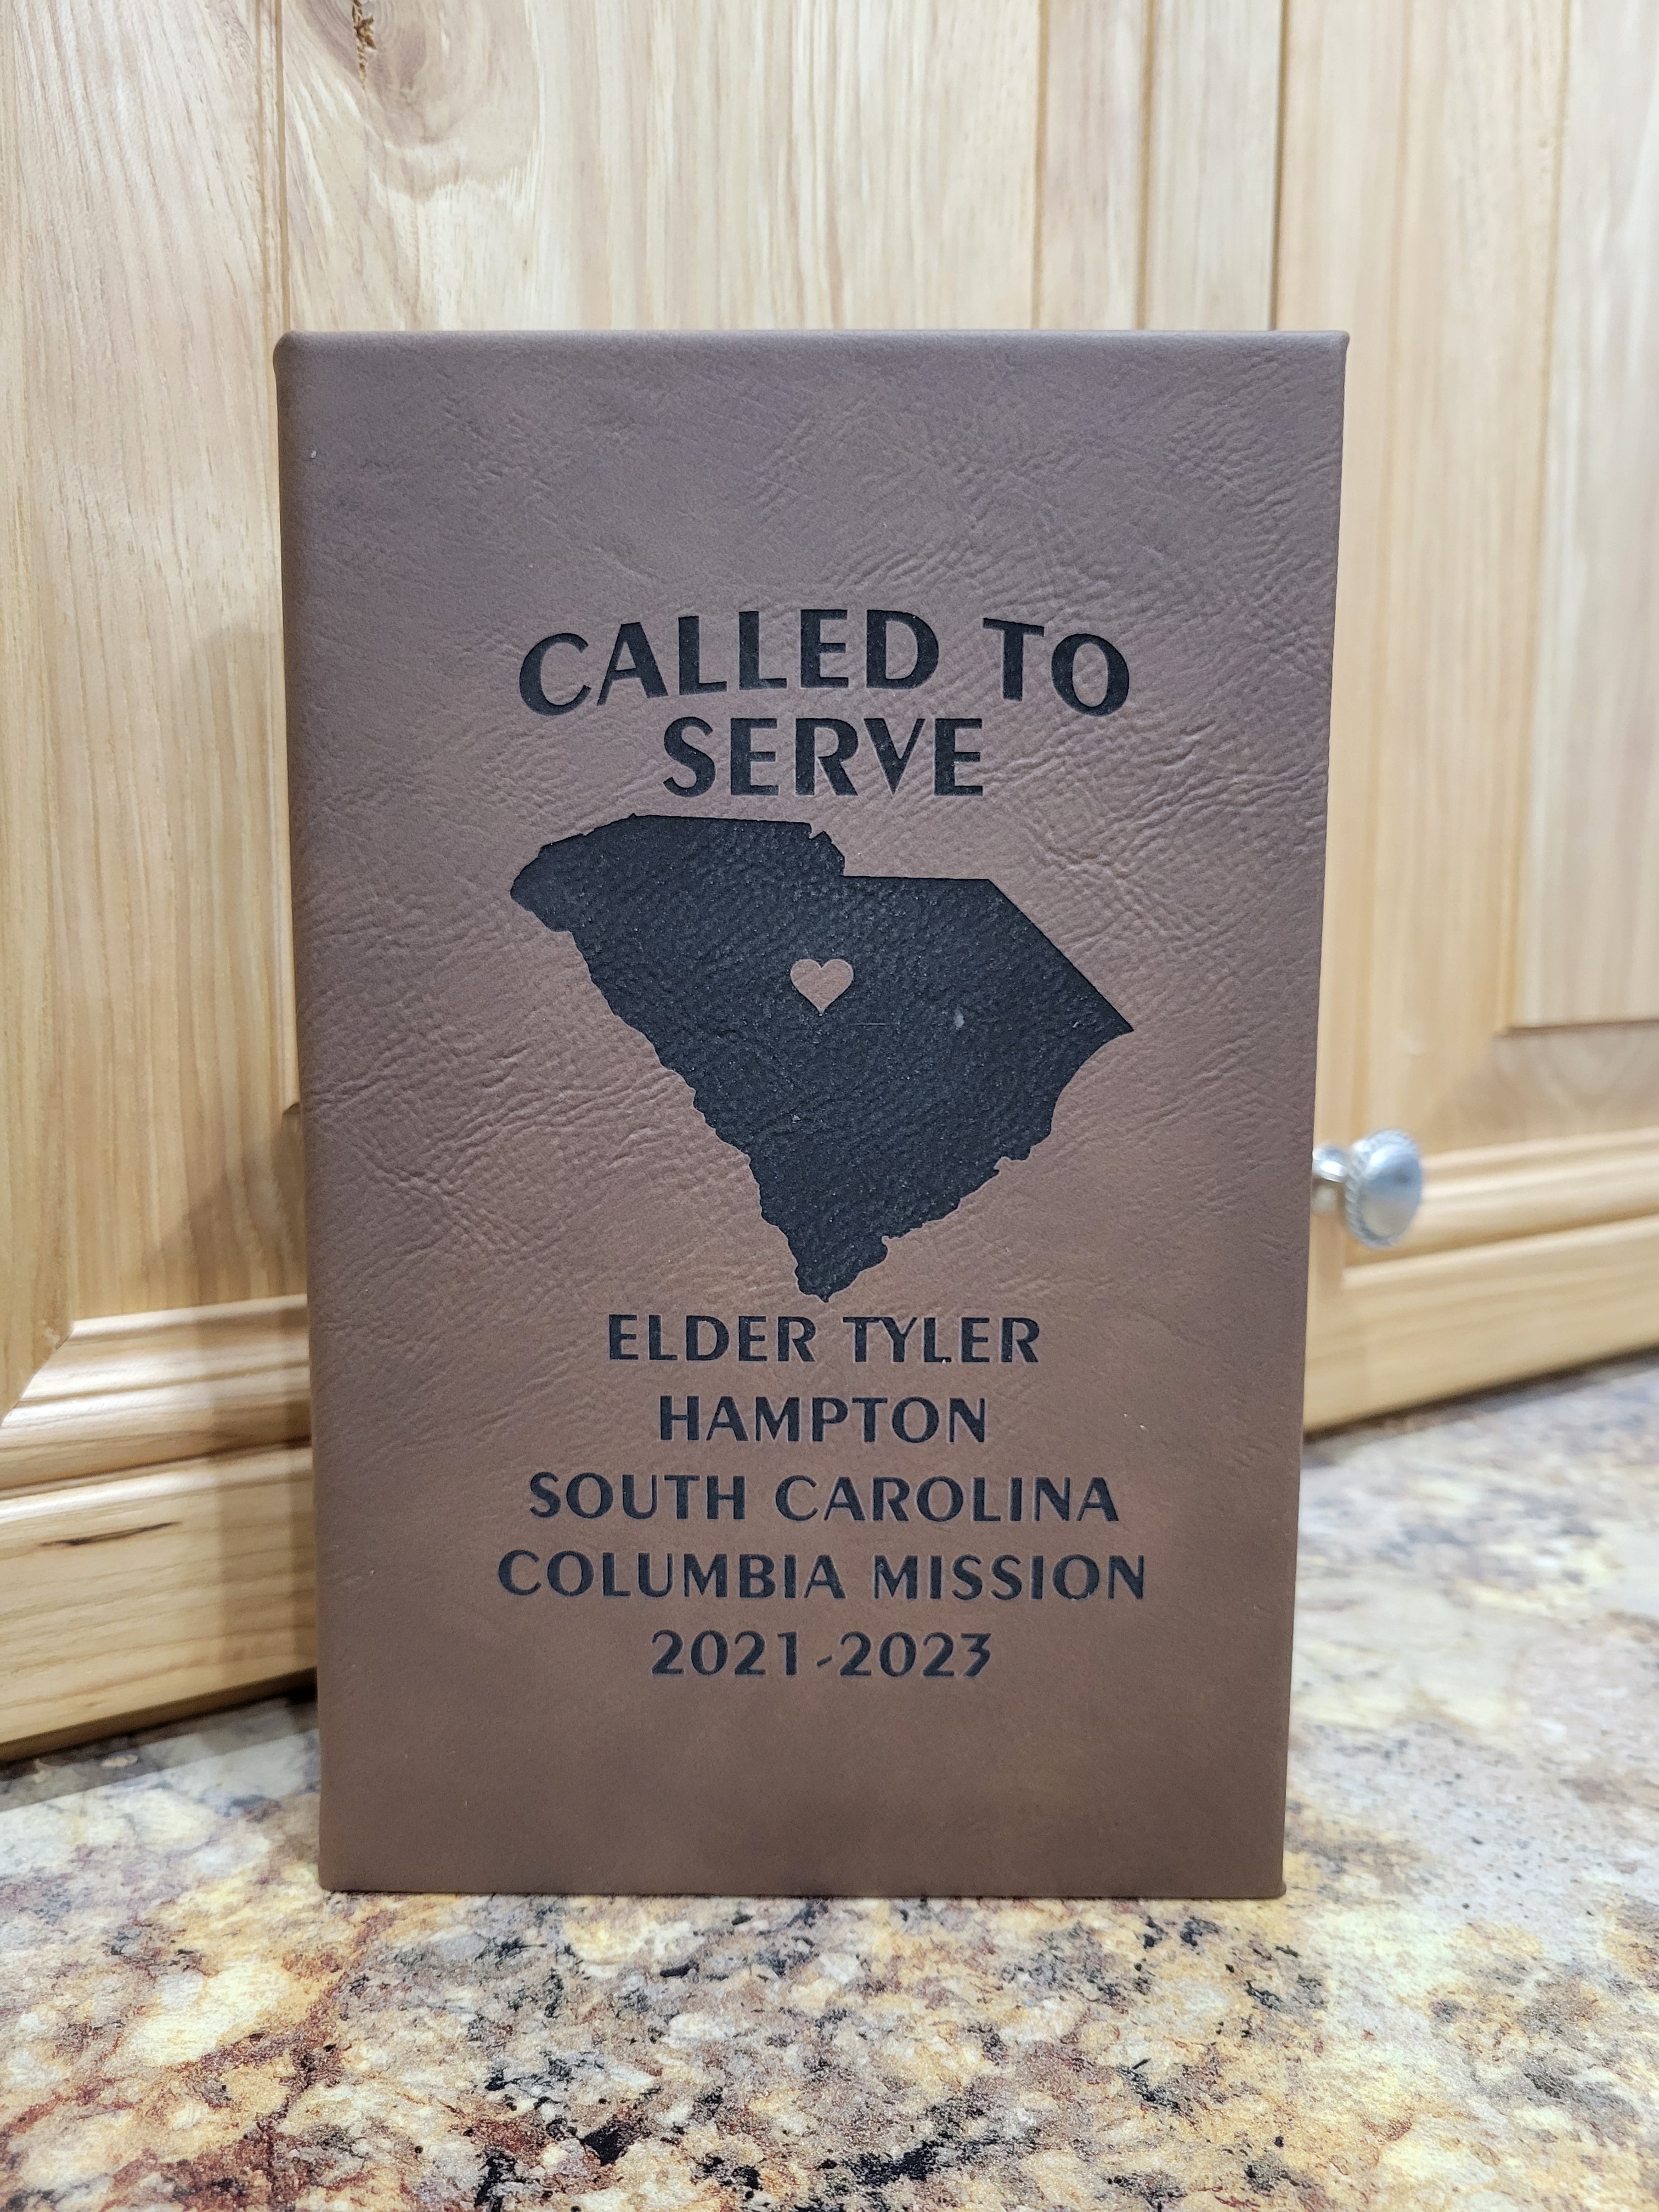 CALLED TO
SERVE
ELDER TYLER
HAMPTON
SOUTH CAROLINA
COLUMBIA MISSION
2021-2023